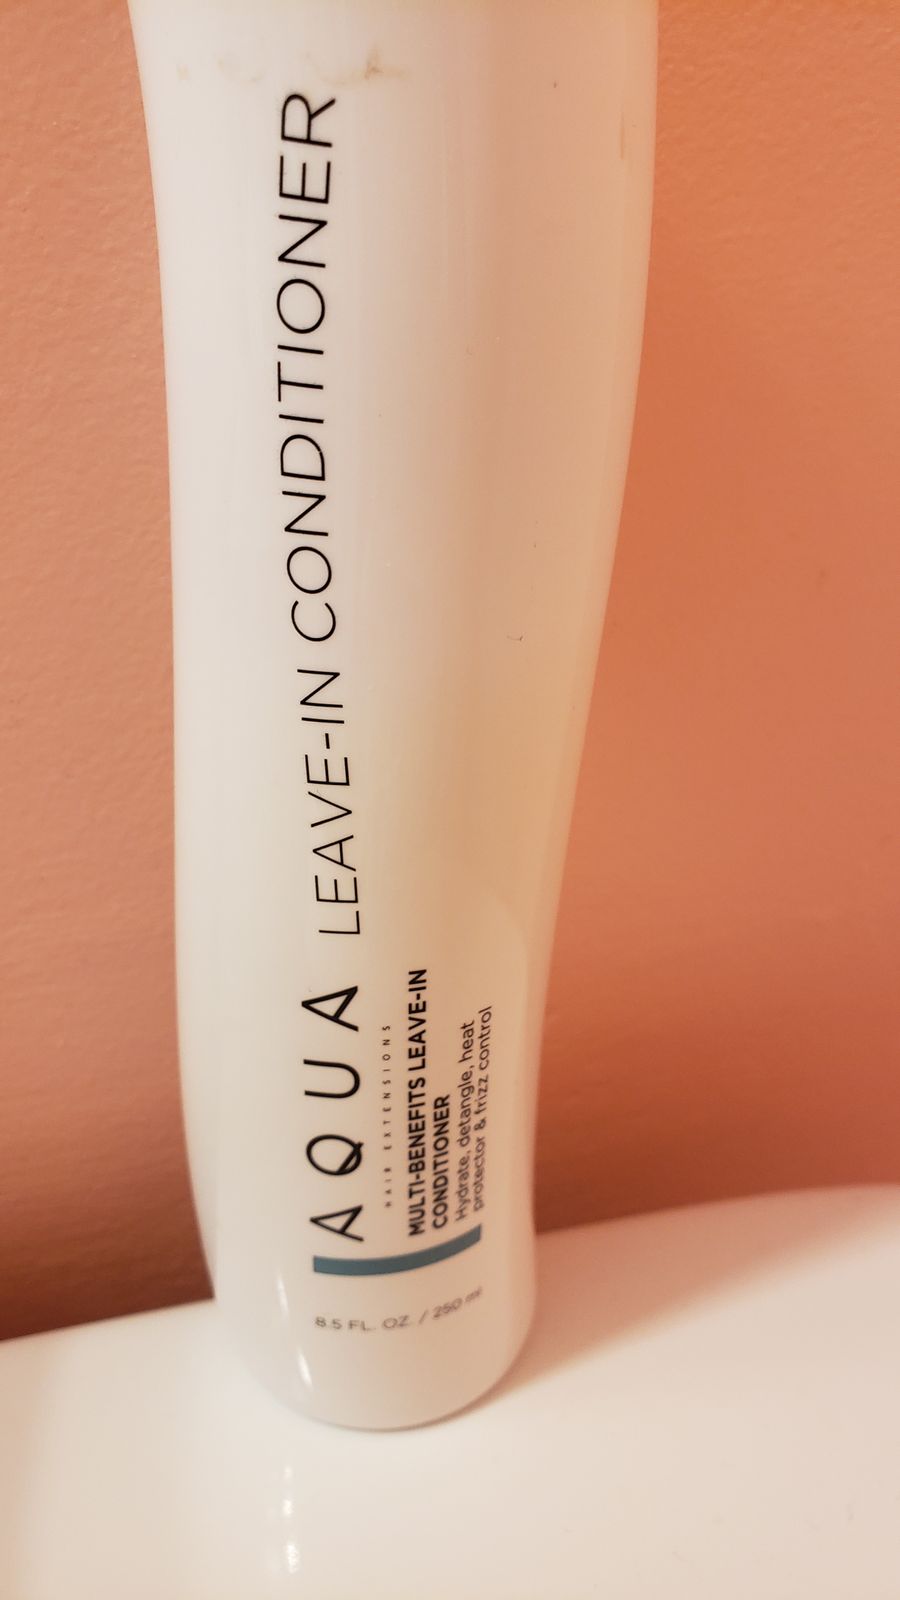 AQUA LEAVE-IN CONDITIONER
HAIR EXTENSIONS
MULTI-BENEFITS LEAVE-IN
CONDITIONER
Hydrate, detangle, heat
protector & frizz control
8.5 FL. OZ. / 250 ml